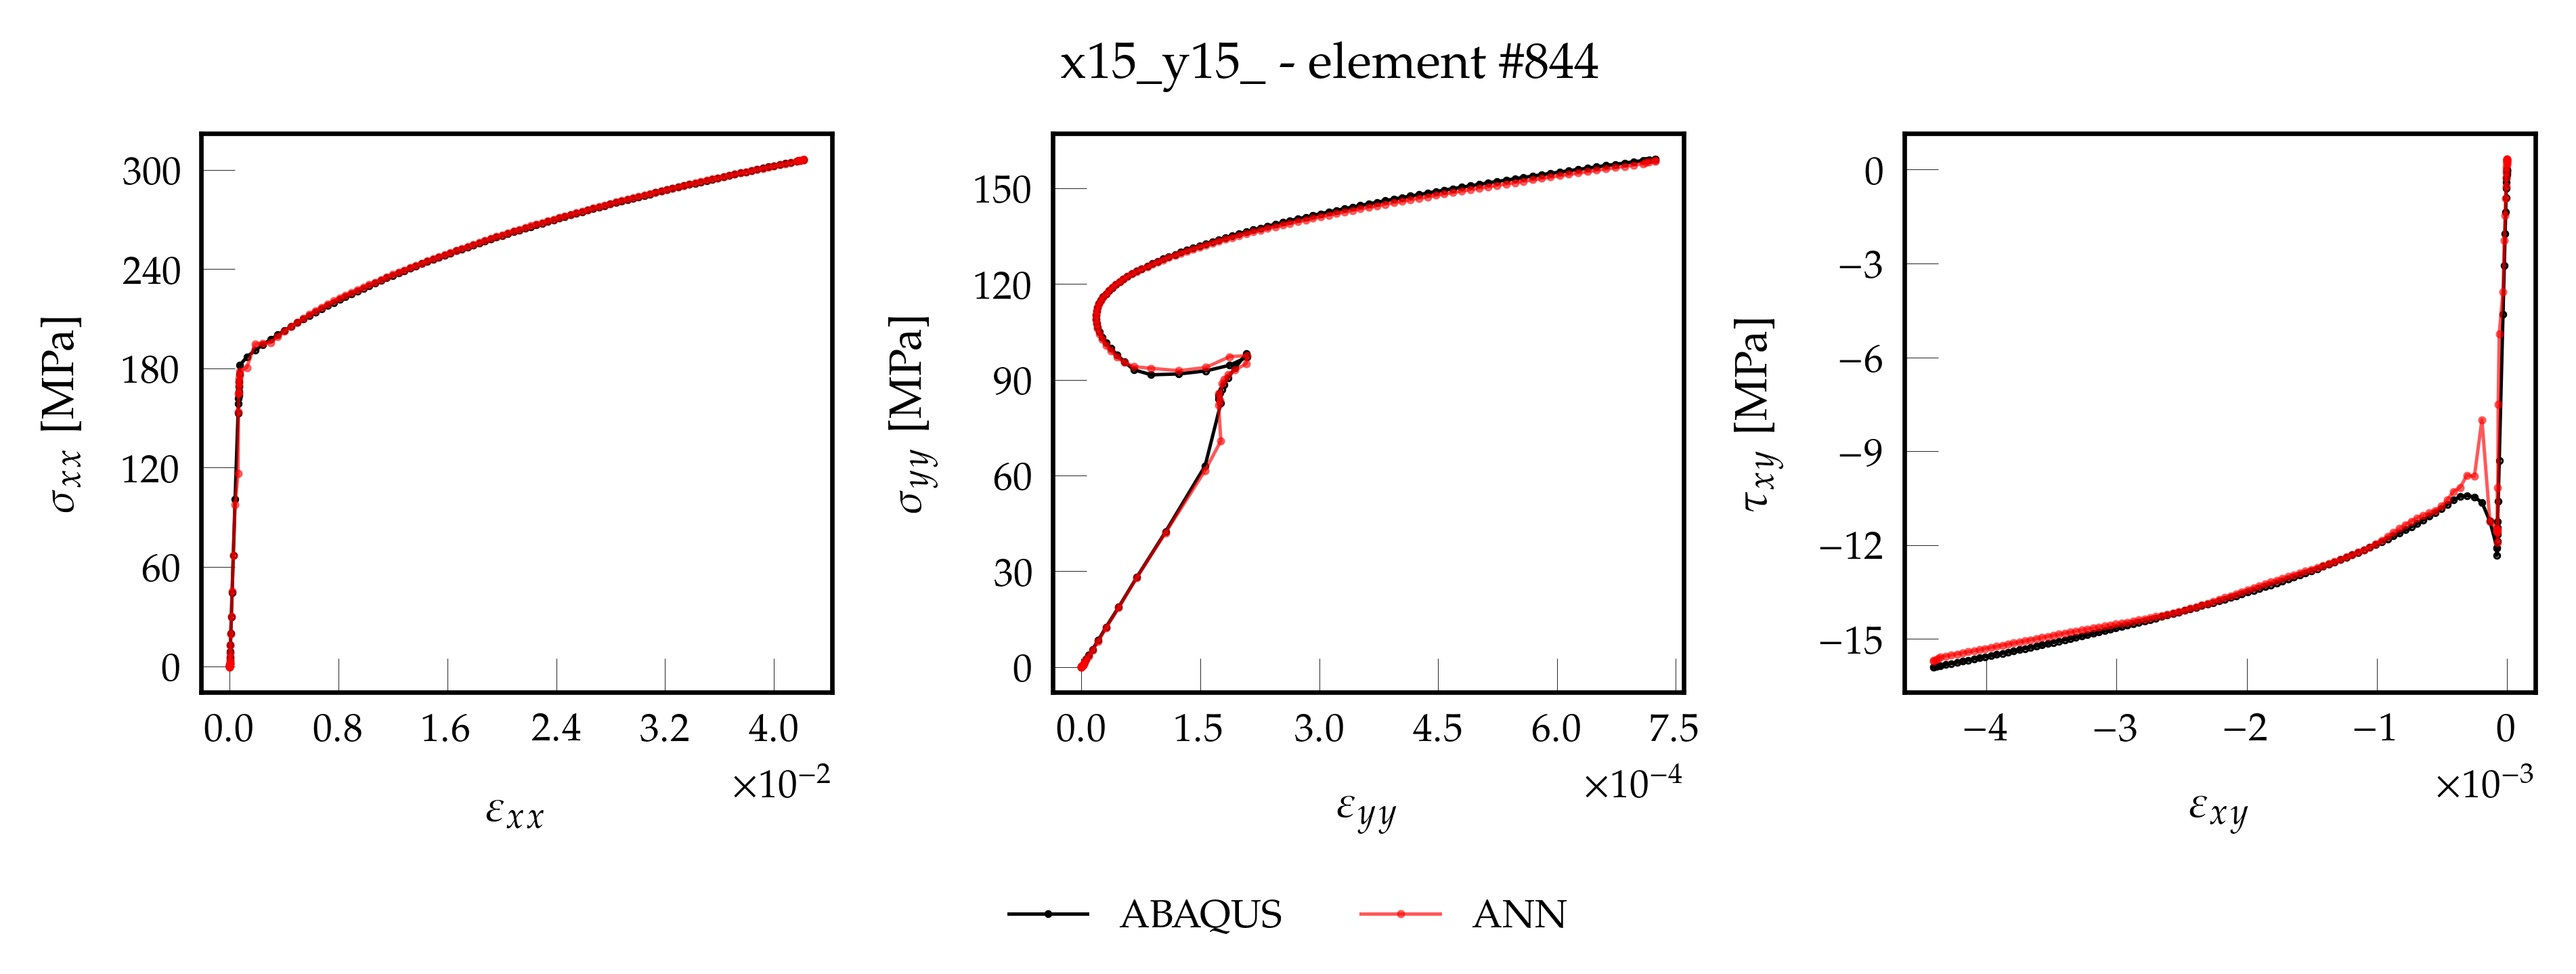 x15_y15_ - element #844
300
240
180
120
60
0
σxx [MPa]
0.0 0.8 1.6 2.4 3.2 4.0
×10−2
εxx
150
120
90
60
30
0
σyy [MPa]
0.0 1.5 3.0 4.5 6.0 7.5
×10−4
εyy
0
−3
−6
−9
−12
−15
τxy [MPa]
−4 −3 −2 −1 0
×10−3
εxy
ABAQUS ANN